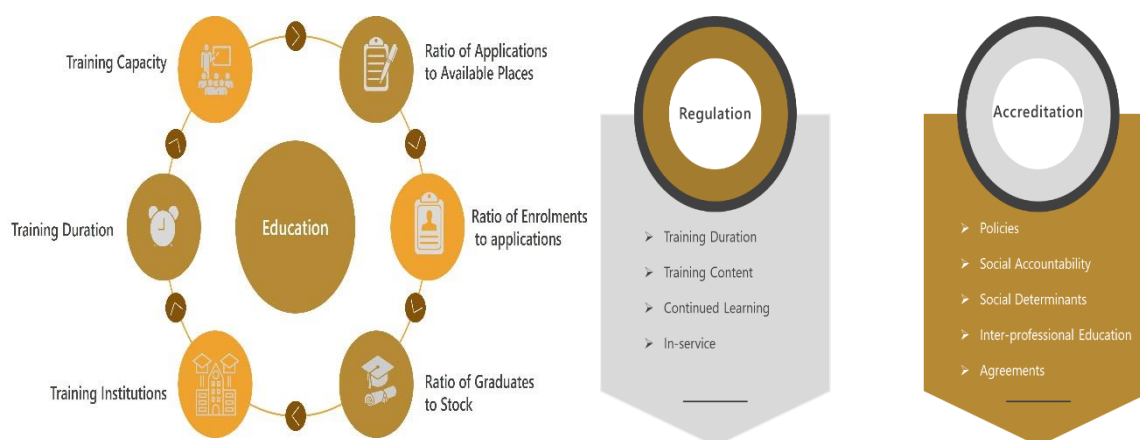 Training Capacity
Ratio of Applications
to Available Places
Training Duration
Education
Ratio of Enrolments
to applications
Training Institutions
Ratio of Graduates
to Stock
Regulation
Training Duration
Training Content
Continued Learning
In-service
Accreditation
Policies
Social Accountability
Social Determinants
Inter-professional Education
Agreements